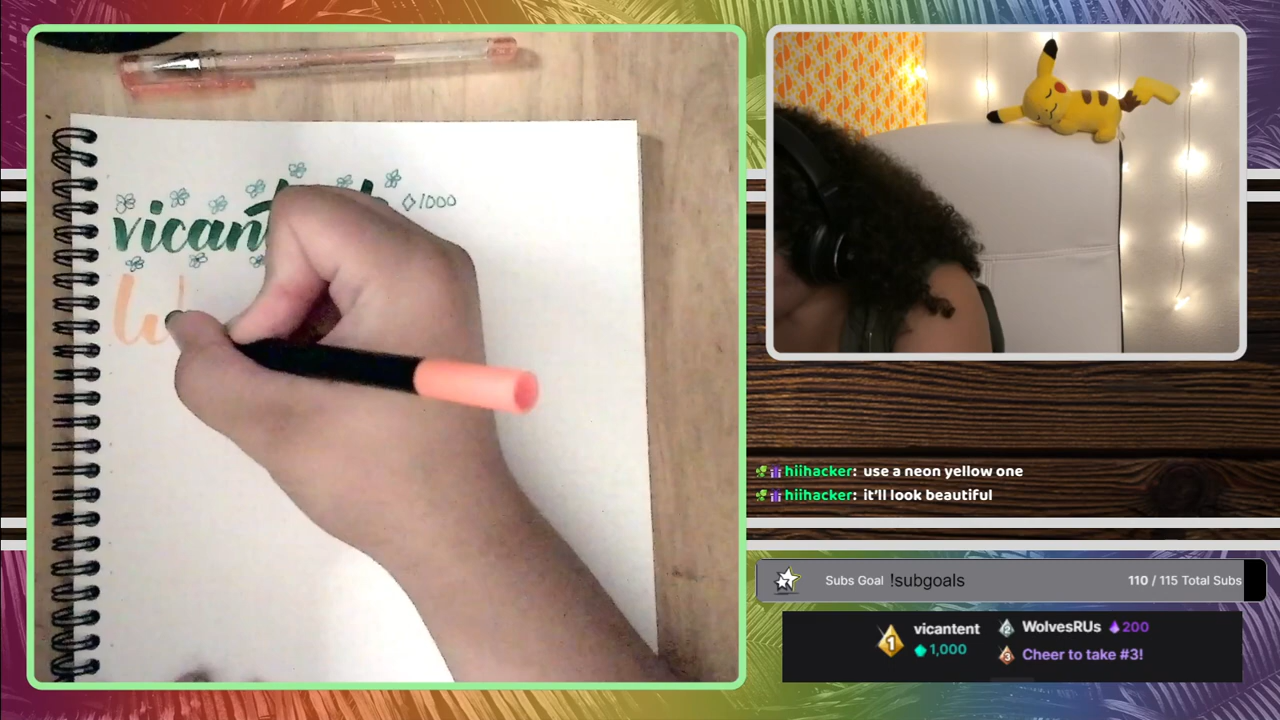 vican
◇1000
hiihacker: use a neon yellow one
hiihacker: it'll look beautiful
Subs Goal !subgoals 110 / 115 Total Subs
1 vicantent 1,000
2 WolvesRUs 200
3 Cheer to take #3!